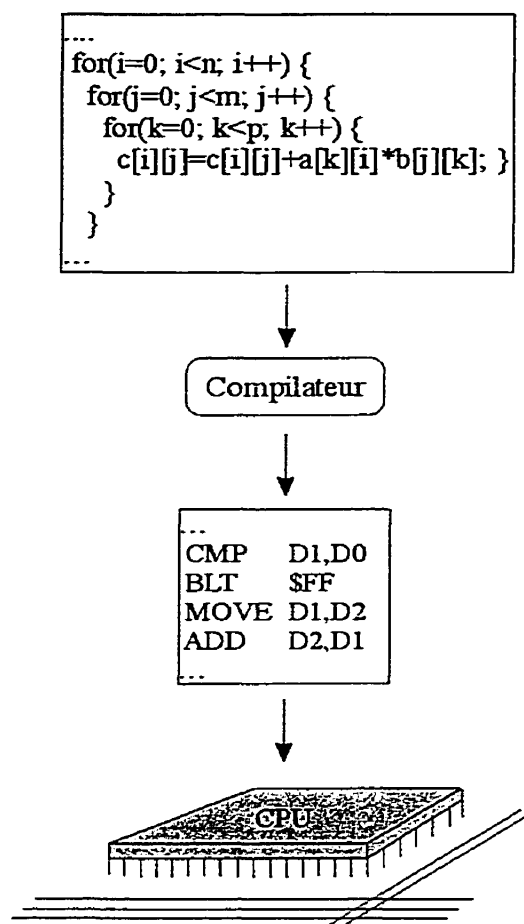 ....
for(i=0; i<n; i++) {
for(j=0; j<m; j++) {
for(k=0; k<p; k++) {
c[i][j]=c[i][j]+a[k][i]*b[j][k]; }
}
}
...
Compilateur
...
CMP D1,D0
BLT $FF
MOVE D1,D2
ADD D2,D1
...
CPU